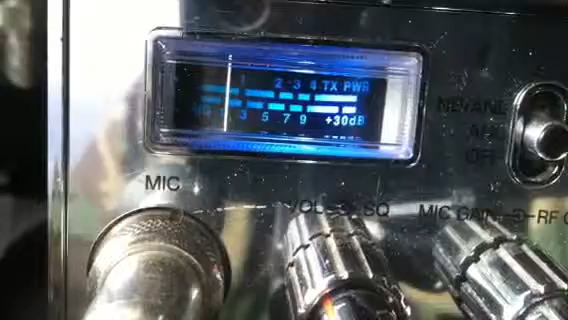 1 2 3 4 TX PWR
1 3 5 7 9 +30dB
NB/ANL
OFF
MIC
VOL SQ
MIC GAIN RF